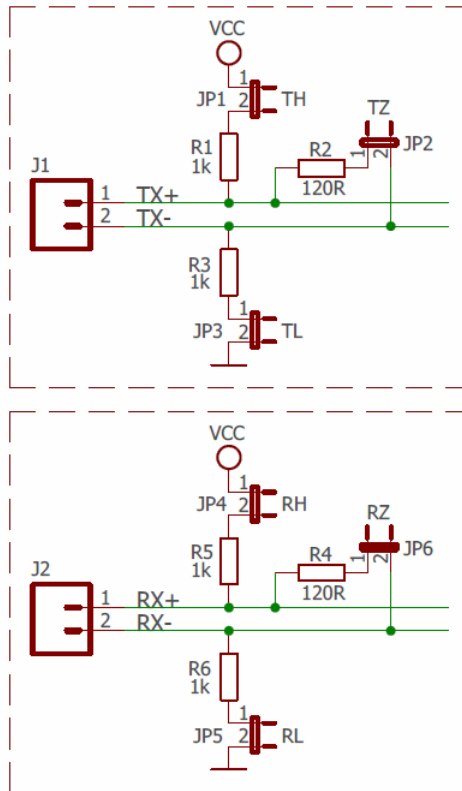 VCC
1
2
JP1
TH
R1
1k
TZ
R2
1
2
JP2
120R
J1
1
TX+
2
TX-
R3
1k
1
2
JP3
TL
VCC
1
2
JP4
RH
R5
1k
RZ
R4
1
2
JP6
120R
J2
1
RX+
2
RX-
R6
1k
1
2
JP5
RL